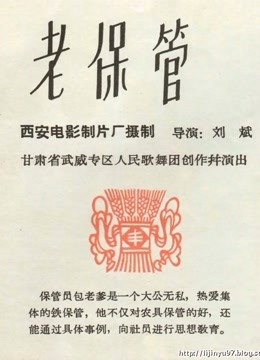 老保管
西安电影制片厂摄制 导演：刘斌
甘肃省武威专区人民歌舞团创作幷演出
丰
保管员包老爹是一个大公无私，热爱集
体的铁保管，他不仅对农具保管的好，还
能通过具体事例，向社员进行思想教育。
http://lijinyu97.blog.s